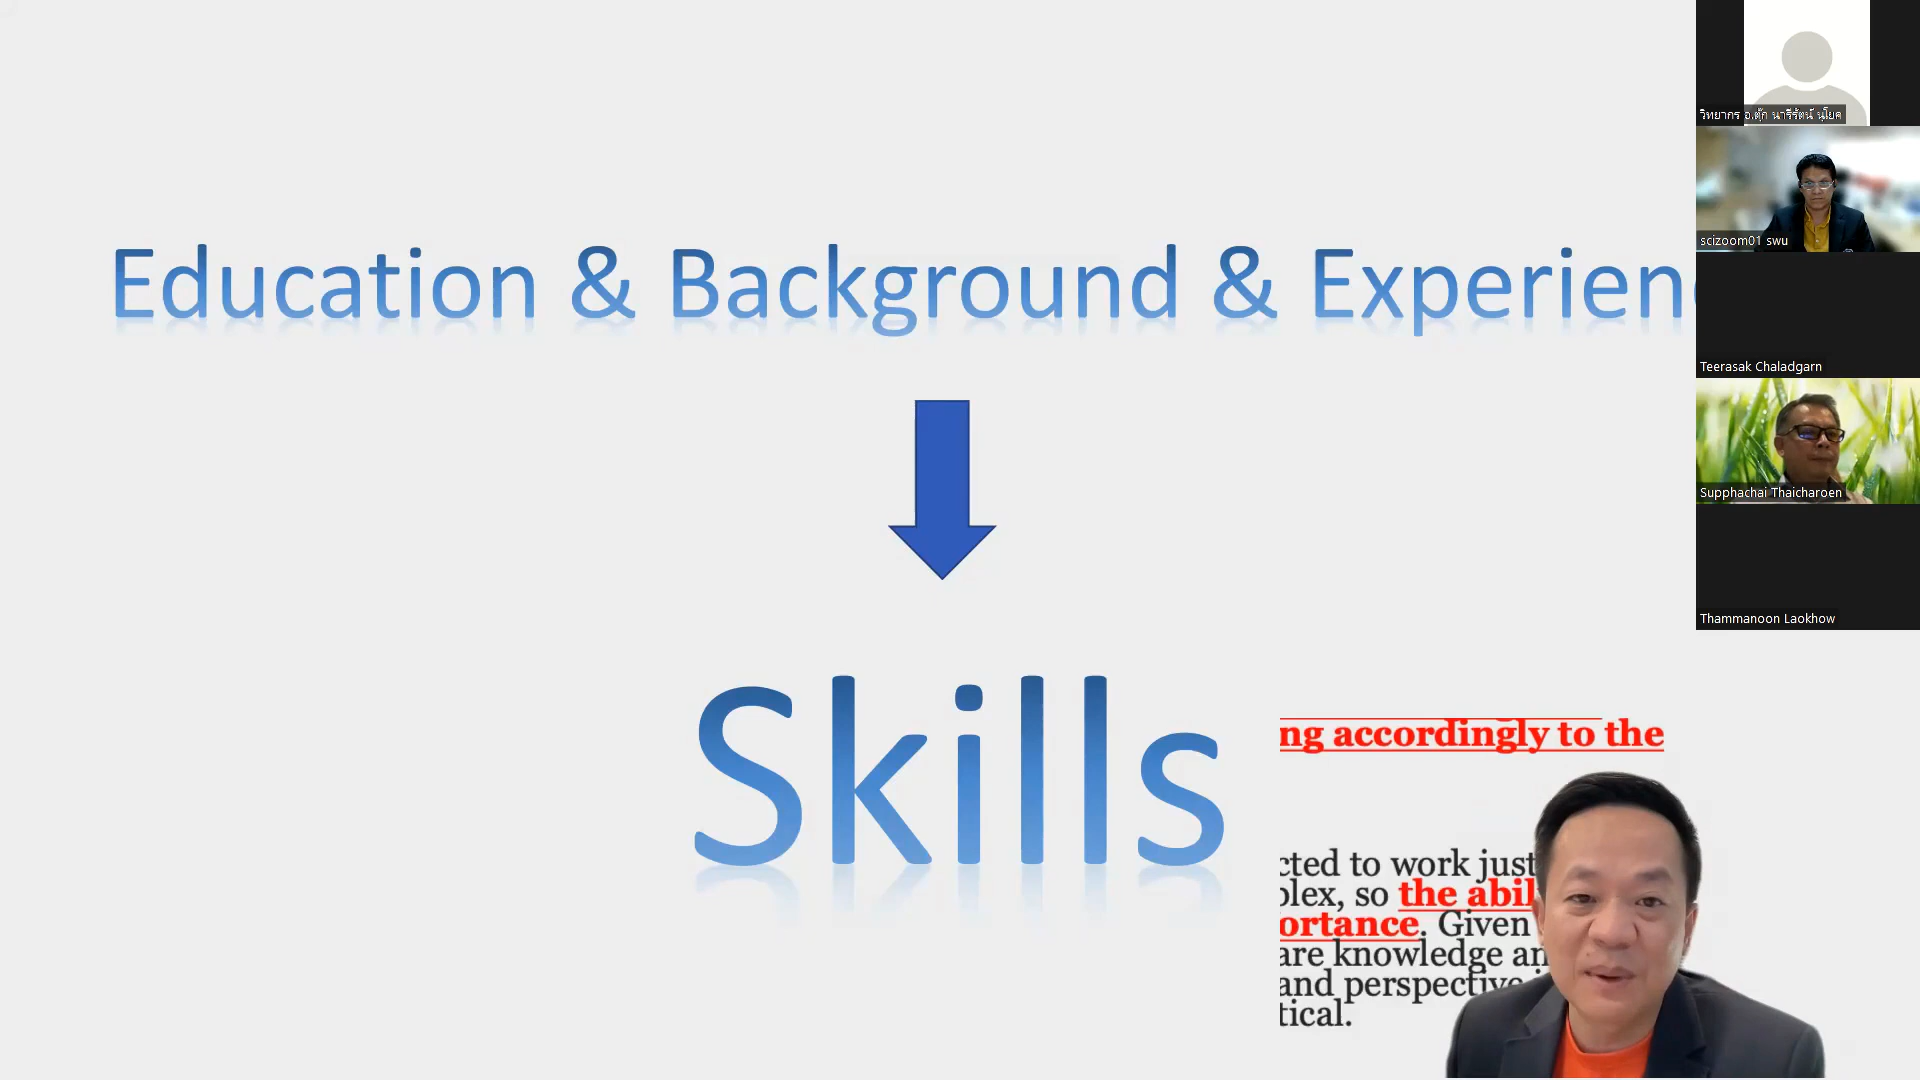 Education & Background & Experien
Skills
ng accordingly to the
cted to work just
plex, so the abil
ortance. Given
are knowledge an
and perspective
tical.
วิทยากร อ.ตุ๊ก นารีรัตน์ นุโยค
scizoom01 swu
Teerasak Chaladgarn
Supphachai Thaicharoen
Thammanoon Laokhow